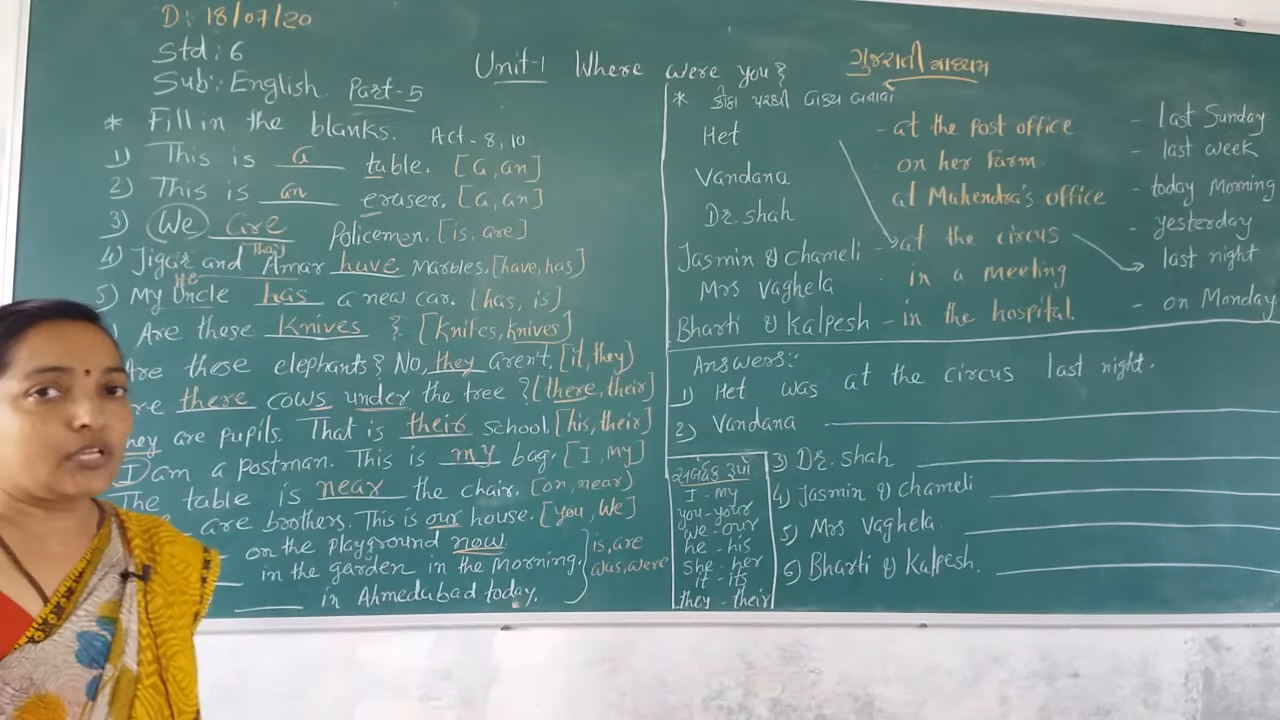 D: 18/07/20
Std: 6
Sub: English. Part-5
Unit-1 Where were you?
ગુજરાતી માધ્યમ
* Fill in the blanks. Act-8, 10
1) This is a table. [a, an]
2) This is an eraser. [a, an]
3) We are Policemen. [is, are]
They
4) Jigar and Amar have Marbles. [have, has]
He
5) My Uncle has a new car. [has, is]
Are these Knives ? [Knifes, knives]
Are these elephants? No, they aren't. [it, they]
there cows under the tree ? [there, their]
are pupils. That is their school. [his, their]
I am a postman. This is my bag. [I, my]
The table is near the chair. [on, near]
are brothers. This is our house. [you, We]
on the playground now.
in the garden in the morning.
in Ahmedabad today.
is, are
was, were
* કોઠા પરથી વાક્ય બનાવો
Het - at the post office - last Sunday
Vandana on her farm. - last week
Dr. Shah at Mahendra's office - today Morning
Jasmin & Chameli - at the circus - yesterday
Mrs Vaghela in a meeting last night
Bharti & Kalpesh - in the hospital. - on Monday
Answers:-
1) Het was at the circus last night.
2) Vandana
3) Dr. Shah
4) Jasmin & Chameli
5) Mrs Vaghela
6) Bharti & Kalpesh.
I - my
you - your
we - our
he - his
she - her
it - its
they - their